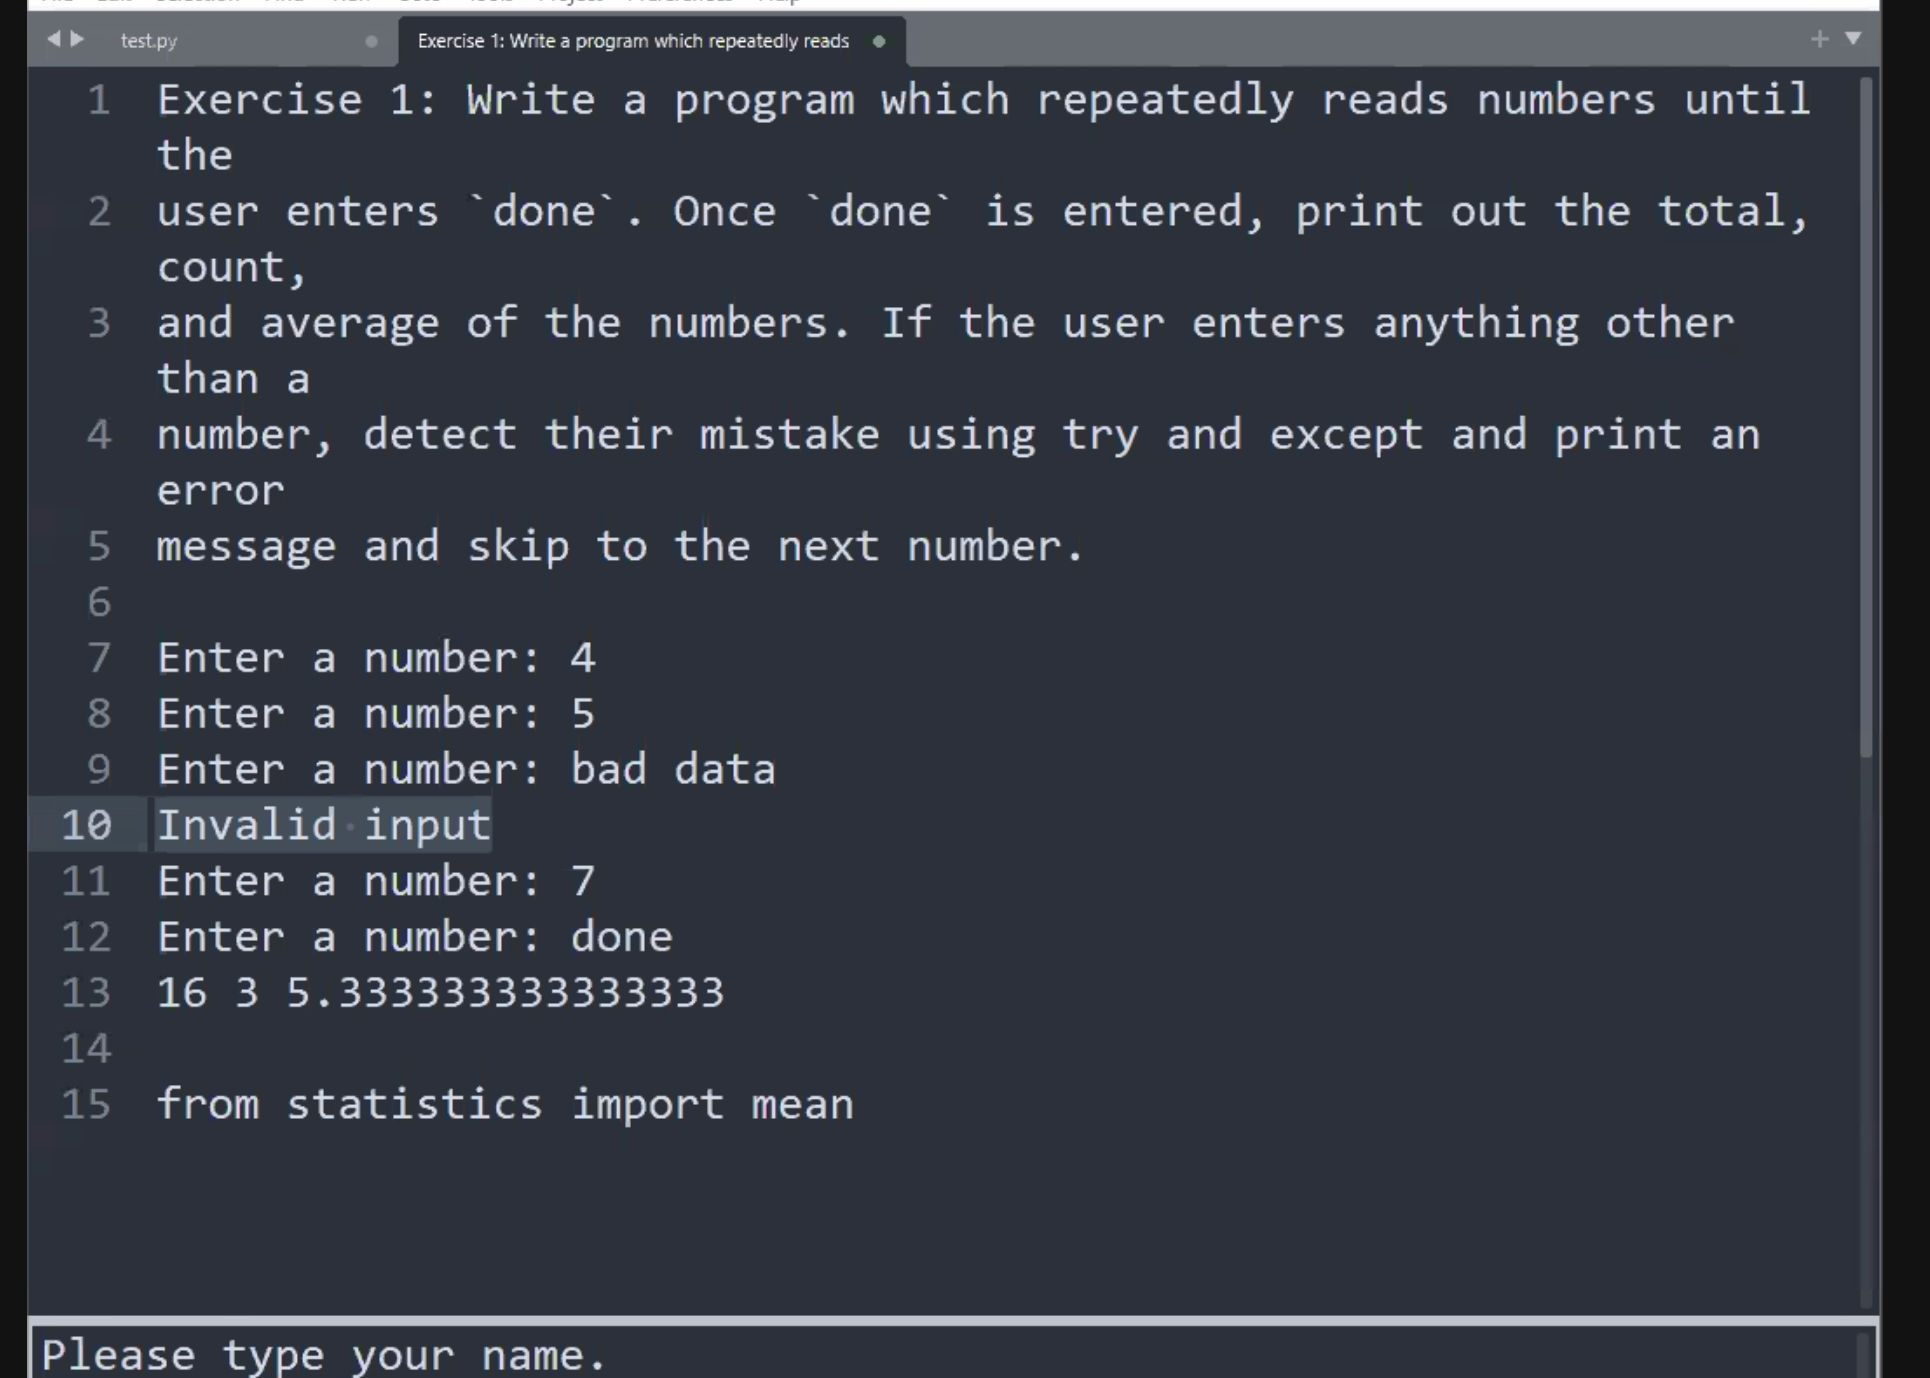 test.py
Exercise 1: Write a program which repeatedly reads
1 Exercise 1: Write a program which repeatedly reads numbers until
the
2 user enters `done`. Once `done` is entered, print out the total,
count,
3 and average of the numbers. If the user enters anything other
than a
4 number, detect their mistake using try and except and print an
error
5 message and skip to the next number.
6
7 Enter a number: 4
8 Enter a number: 5
9 Enter a number: bad data
10 Invalid input
11 Enter a number: 7
12 Enter a number: done
13 16 3 5.333333333333333
14
15 from statistics import mean
Please type your name.